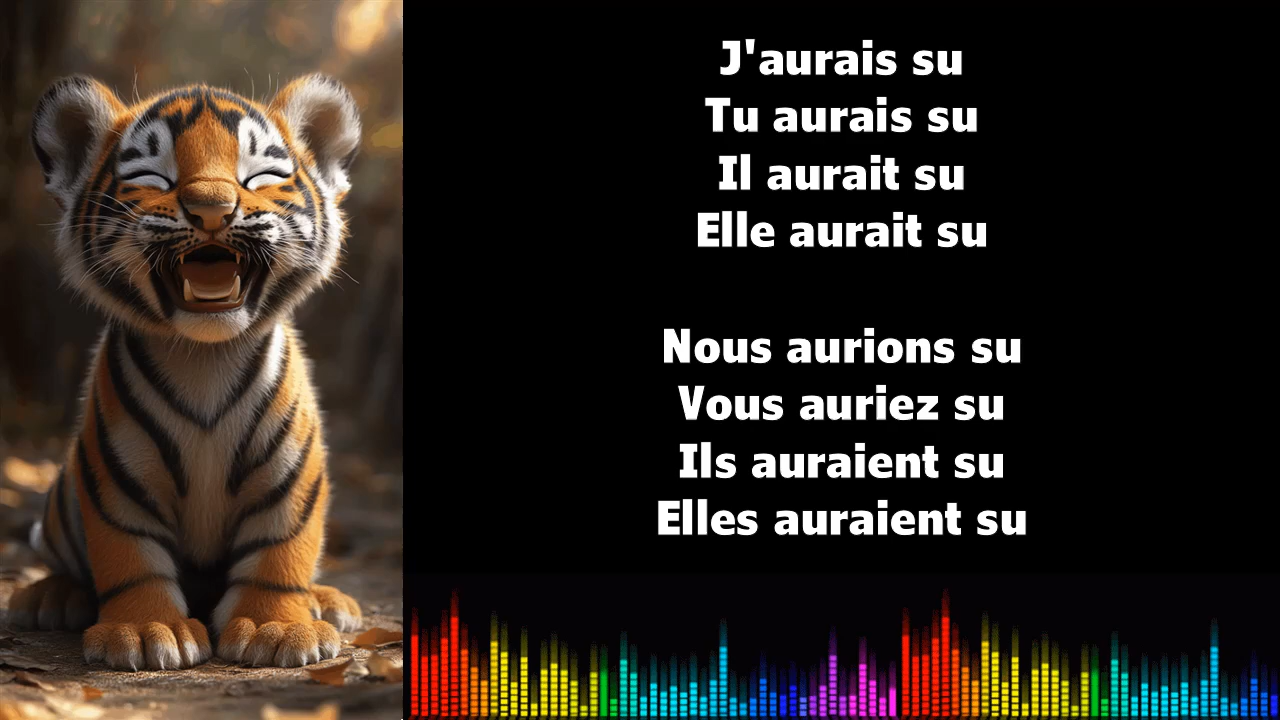 J'aurais su
Tu aurais su
Il aurait su
Elle aurait su
Nous aurions su
Vous auriez su
Ils auraient su
Elles auraient su